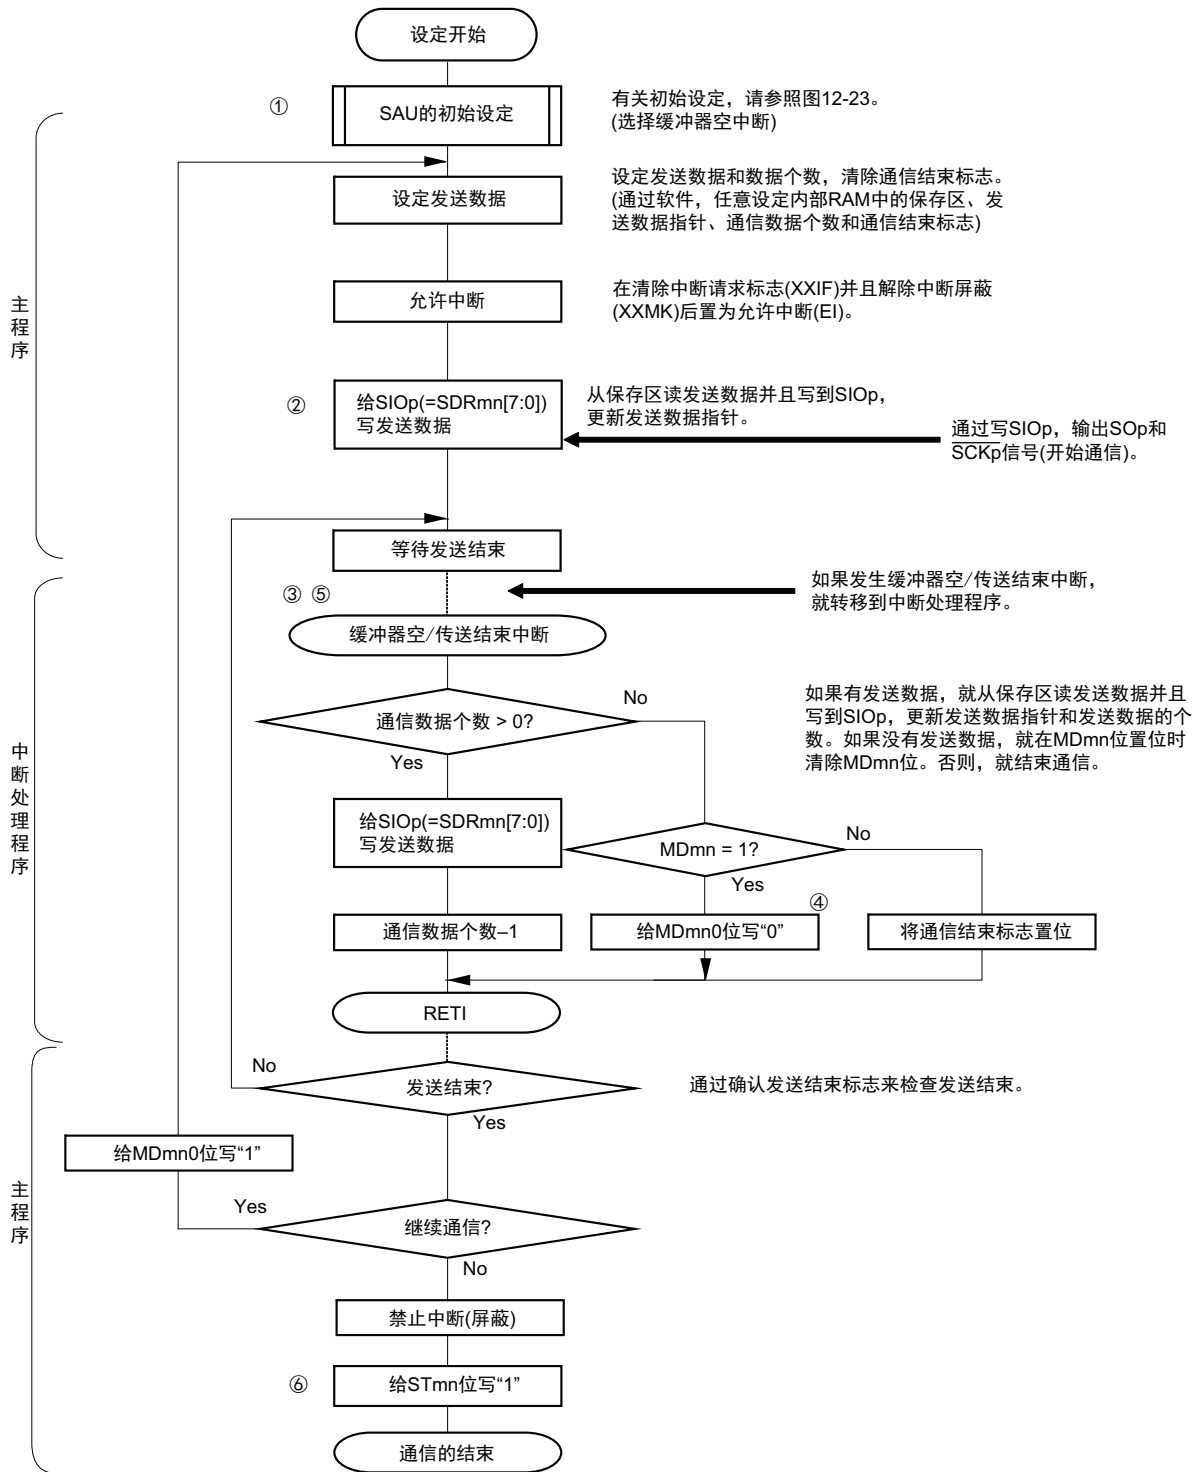 设定开始
①
SAU的初始设定
有关初始设定，请参照图12-23。
(选择缓冲器空中断)
设定发送数据
设定发送数据和数据个数，清除通信结束标志。
(通过软件，任意设定内部RAM中的保存区、发
送数据指针、通信数据个数和通信结束标志)
主程序
允许中断
在清除中断请求标志(XXIF)并且解除中断屏蔽
(XXMK)后置为允许中断(EI)。
②
给SIOp(=SDRmn[7:0])
写发送数据
从保存区读发送数据并且写到SIOp，
更新发送数据指针。
通过写SIOp，输出SOp和
SCKp信号(开始通信)。
等待发送结束
③ ⑤
如果发生缓冲器空/传送结束中断，
就转移到中断处理程序。
缓冲器空/传送结束中断
中断处理程序
通信数据个数 > 0?
No
Yes
如果有发送数据，就从保存区读发送数据并且
写到SIOp，更新发送数据指针和发送数据的个
数。如果没有发送数据，就在MDmn位置位时
清除MDmn位。否则，就结束通信。
给SIOp(=SDRmn[7:0])
写发送数据
MDmn = 1?
No
Yes
④
通信数据个数–1
给MDmn0位写“0”
将通信结束标志置位
RETI
No
发送结束?
Yes
通过确认发送结束标志来检查发送结束。
给MDmn0位写“1”
主程序
Yes
继续通信?
No
禁止中断(屏蔽)
⑥
给STmn位写“1”
通信的结束